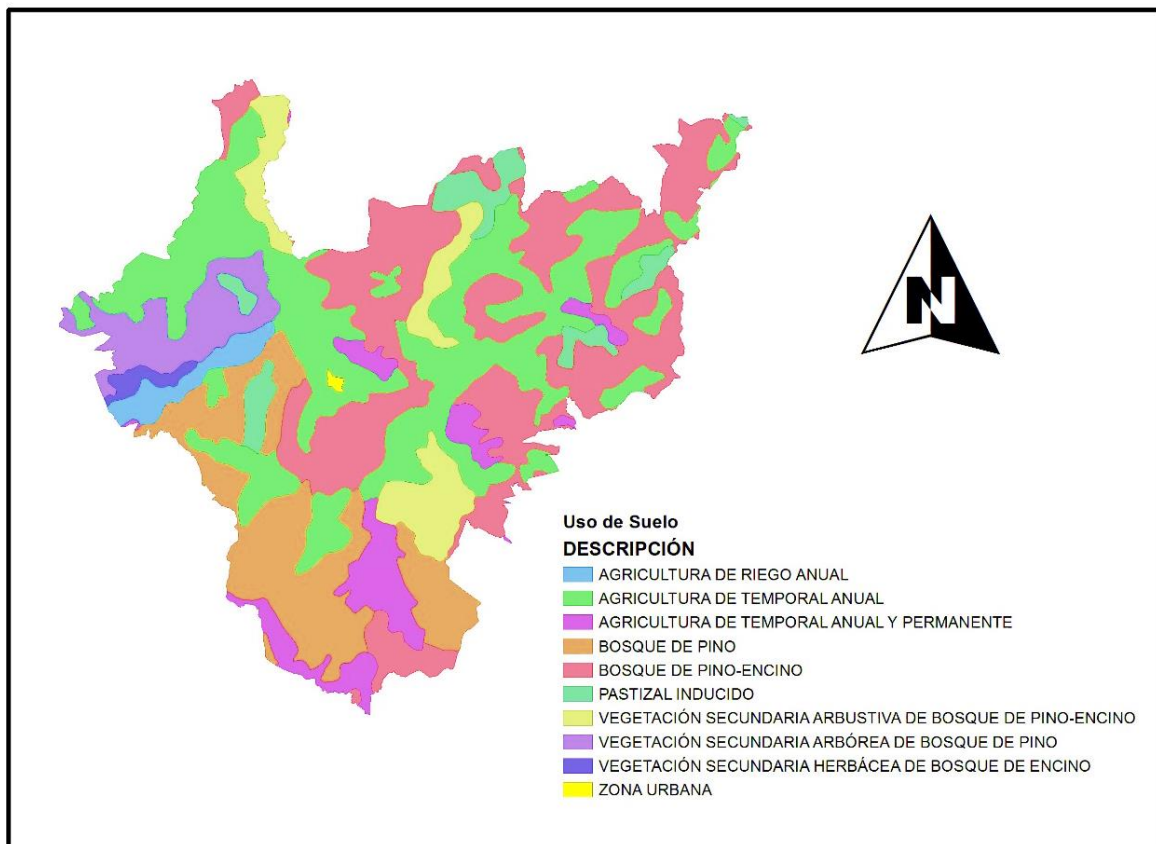 N
Uso de Suelo
DESCRIPCIÓN
AGRICULTURA DE RIEGO ANUAL
AGRICULTURA DE TEMPORAL ANUAL
AGRICULTURA DE TEMPORAL ANUAL Y PERMANENTE
BOSQUE DE PINO
BOSQUE DE PINO-ENCINO
PASTIZAL INDUCIDO
VEGETACIÓN SECUNDARIA ARBUSTIVA DE BOSQUE DE PINO-ENCINO
VEGETACIÓN SECUNDARIA ARBÓREA DE BOSQUE DE PINO
VEGETACIÓN SECUNDARIA HERBÁCEA DE BOSQUE DE ENCINO
ZONA URBANA